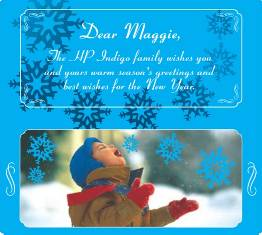 Dear Maggie,
The HP Indigo family wishes you
and yours warm season's greetings and
best wishes for the New Year.